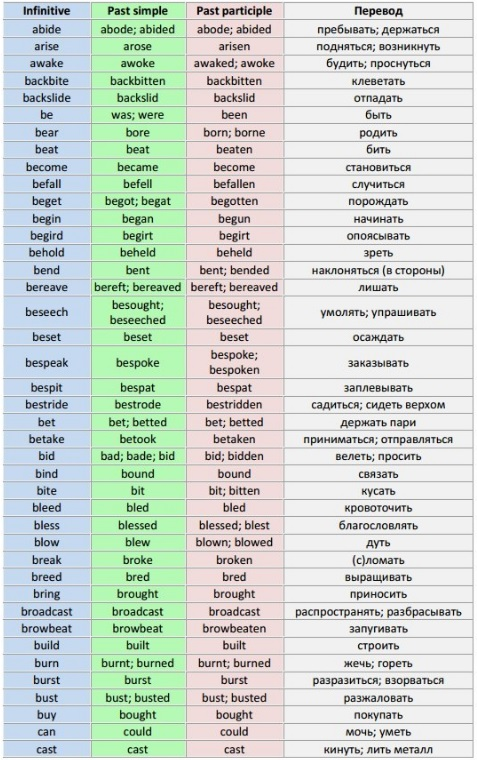 Infinitive Past simple Past participle Перевод
abide abode; abided abode; abided пребывать; держаться
arise arose arisen подняться; возникнуть
awake awoke awaked; awoke будить; проснуться
backbite backbitten backbitten клеветать
backslide backslid backslid отпадать
be was; were been быть
bear bore born; borne родить
beat beat beaten бить
become became become становиться
befall befell befallen случиться
beget begot; begat begotten порождать
begin began begun начинать
begird begirt begirt опоясывать
behold beheld beheld зреть
bend bent bent; bended наклоняться (в стороны)
bereave bereft; bereaved bereft; bereaved лишать
beseech besought; beseeched besought; beseeched умолять; упрашивать
beset beset beset осаждать
bespeak bespoke bespoke; bespoken заказывать
bespit bespat bespat заплевывать
bestride bestrode bestridden садиться; сидеть верхом
bet bet; betted bet; betted держать пари
betake betook betaken приниматься; отправляться
bid bad; bade; bid bid; bidden велеть; просить
bind bound bound связать
bite bit bit; bitten кусать
bleed bled bled кровоточить
bless blessed blessed; blest благословлять
blow blew blown; blowed дуть
break broke broken (с)ломать
breed bred bred выращивать
bring brought brought приносить
broadcast broadcast broadcast распространять; разбрасывать
browbeat browbeat browbeaten запугивать
build built built строить
burn burnt; burned burnt; burned жечь; гореть
burst burst burst разразиться; взорваться
bust bust; busted bust; busted разжаловать
buy bought bought покупать
can could could мочь; уметь
cast cast cast кинуть; лить металл